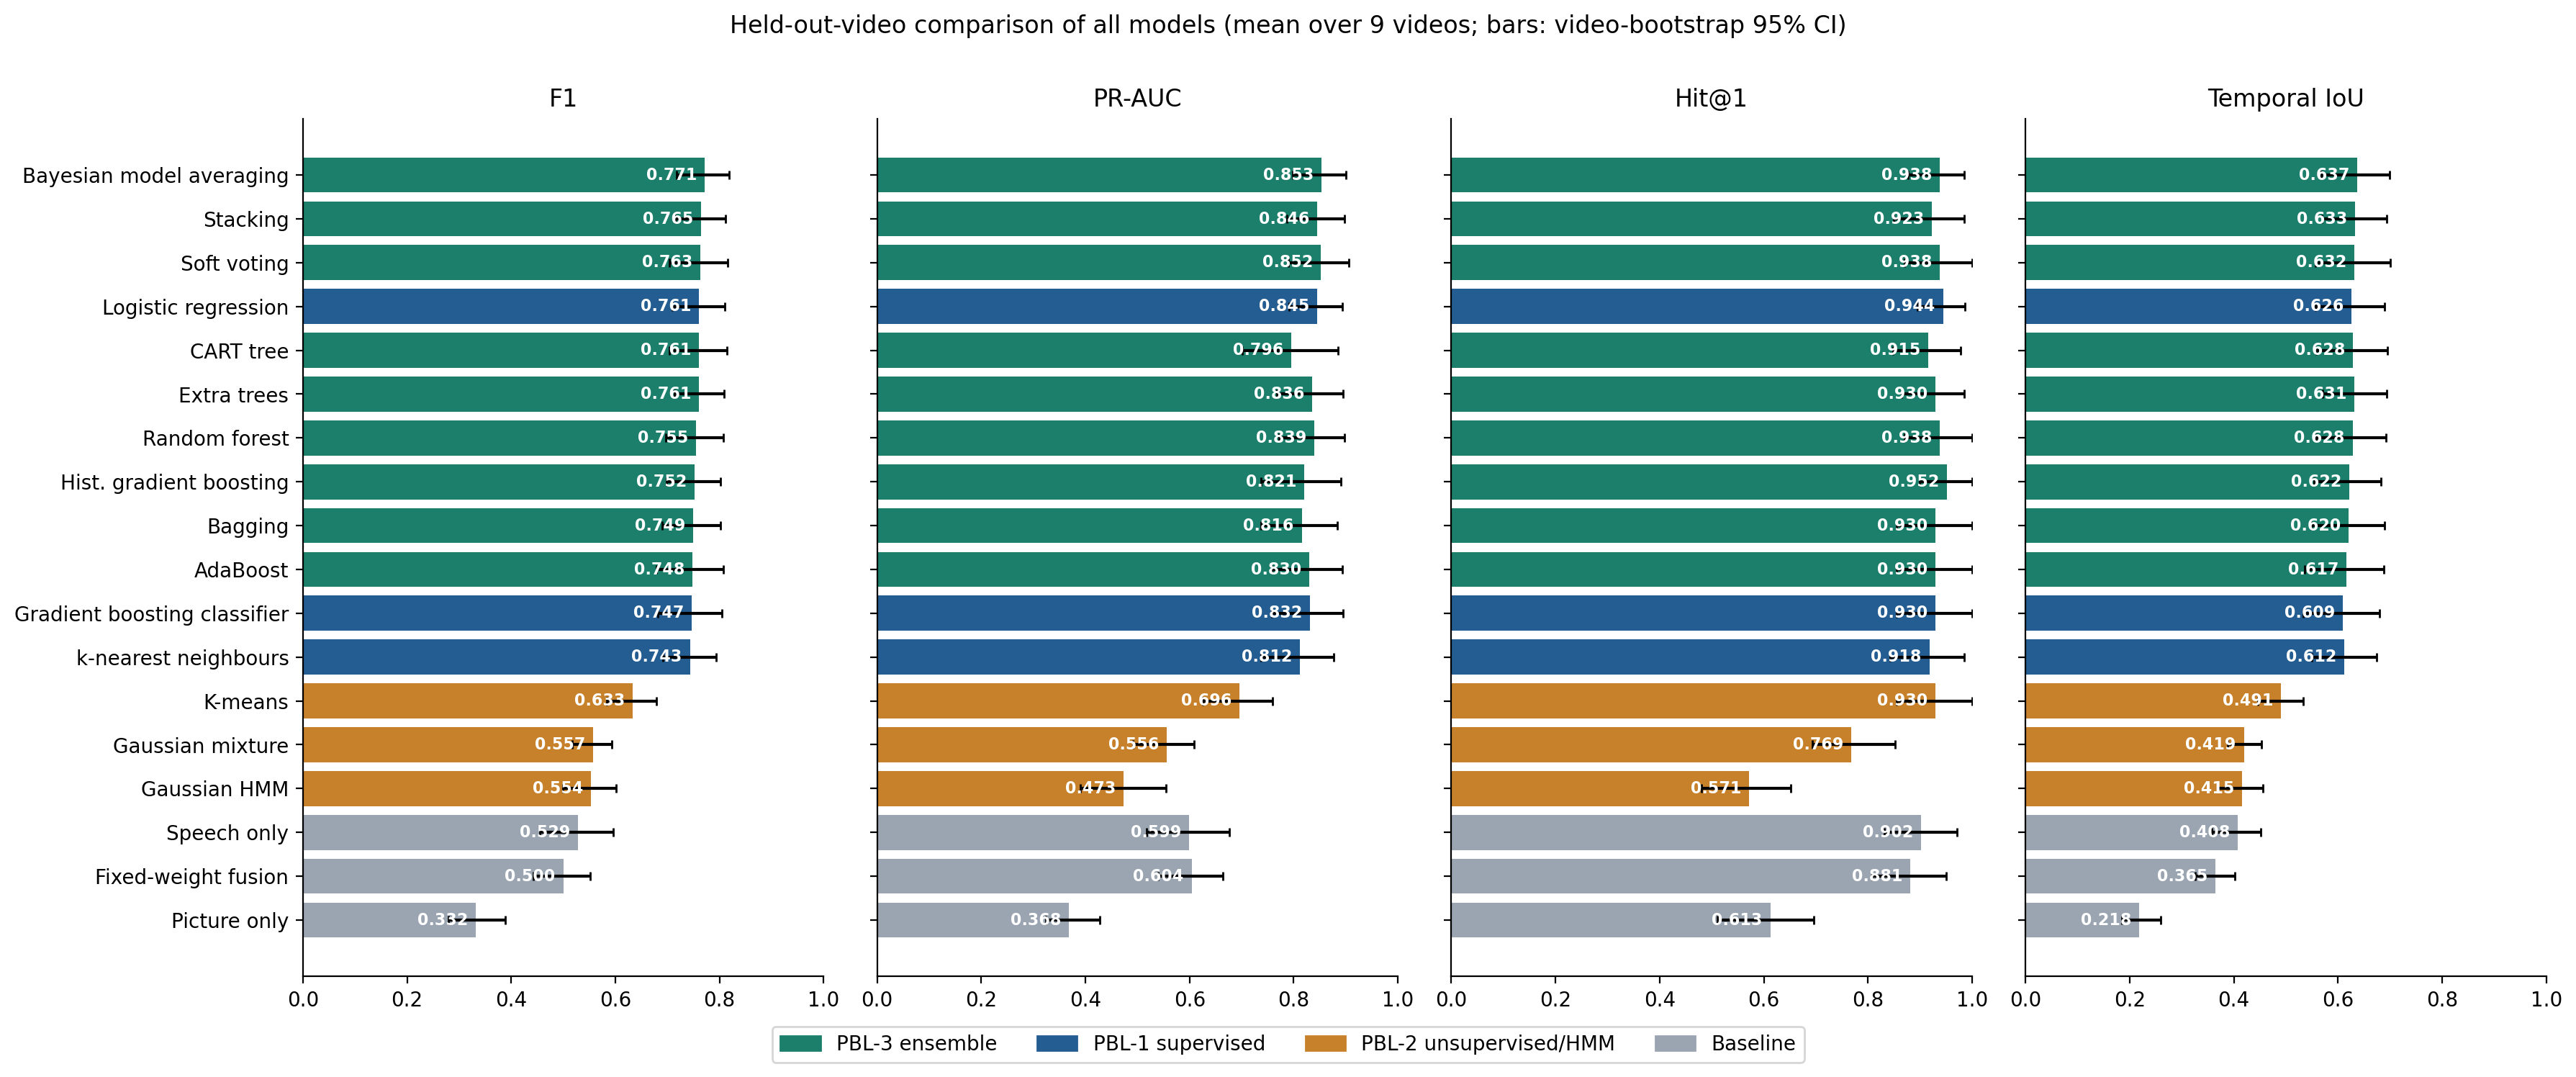 Held-out-video comparison of all models (mean over 9 videos; bars: video-bootstrap 95% CI)
F1 PR-AUC Hit@1 Temporal IoU
Bayesian model averaging 0.771 0.853 0.938 0.637
Stacking 0.765 0.846 0.923 0.633
Soft voting 0.763 0.852 0.938 0.632
Logistic regression 0.761 0.845 0.944 0.626
CART tree 0.761 0.796 0.915 0.628
Extra trees 0.761 0.836 0.930 0.631
Random forest 0.755 0.839 0.938 0.628
Hist. gradient boosting 0.752 0.821 0.952 0.622
Bagging 0.749 0.816 0.930 0.620
AdaBoost 0.748 0.830 0.930 0.617
Gradient boosting classifier 0.747 0.832 0.930 0.609
k-nearest neighbours 0.743 0.812 0.918 0.612
K-means 0.633 0.696 0.930 0.491
Gaussian mixture 0.557 0.556 0.769 0.419
Gaussian HMM 0.554 0.473 0.571 0.415
Speech only 0.529 0.599 0.902 0.408
Fixed-weight fusion 0.500 0.604 0.881 0.365
Picture only 0.332 0.368 0.613 0.218
0.0 0.2 0.4 0.6 0.8 1.0 0.0 0.2 0.4 0.6 0.8 1.0 0.0 0.2 0.4 0.6 0.8 1.0 0.0 0.2 0.4 0.6 0.8 1.0
PBL-3 ensemble PBL-1 supervised PBL-2 unsupervised/HMM Baseline